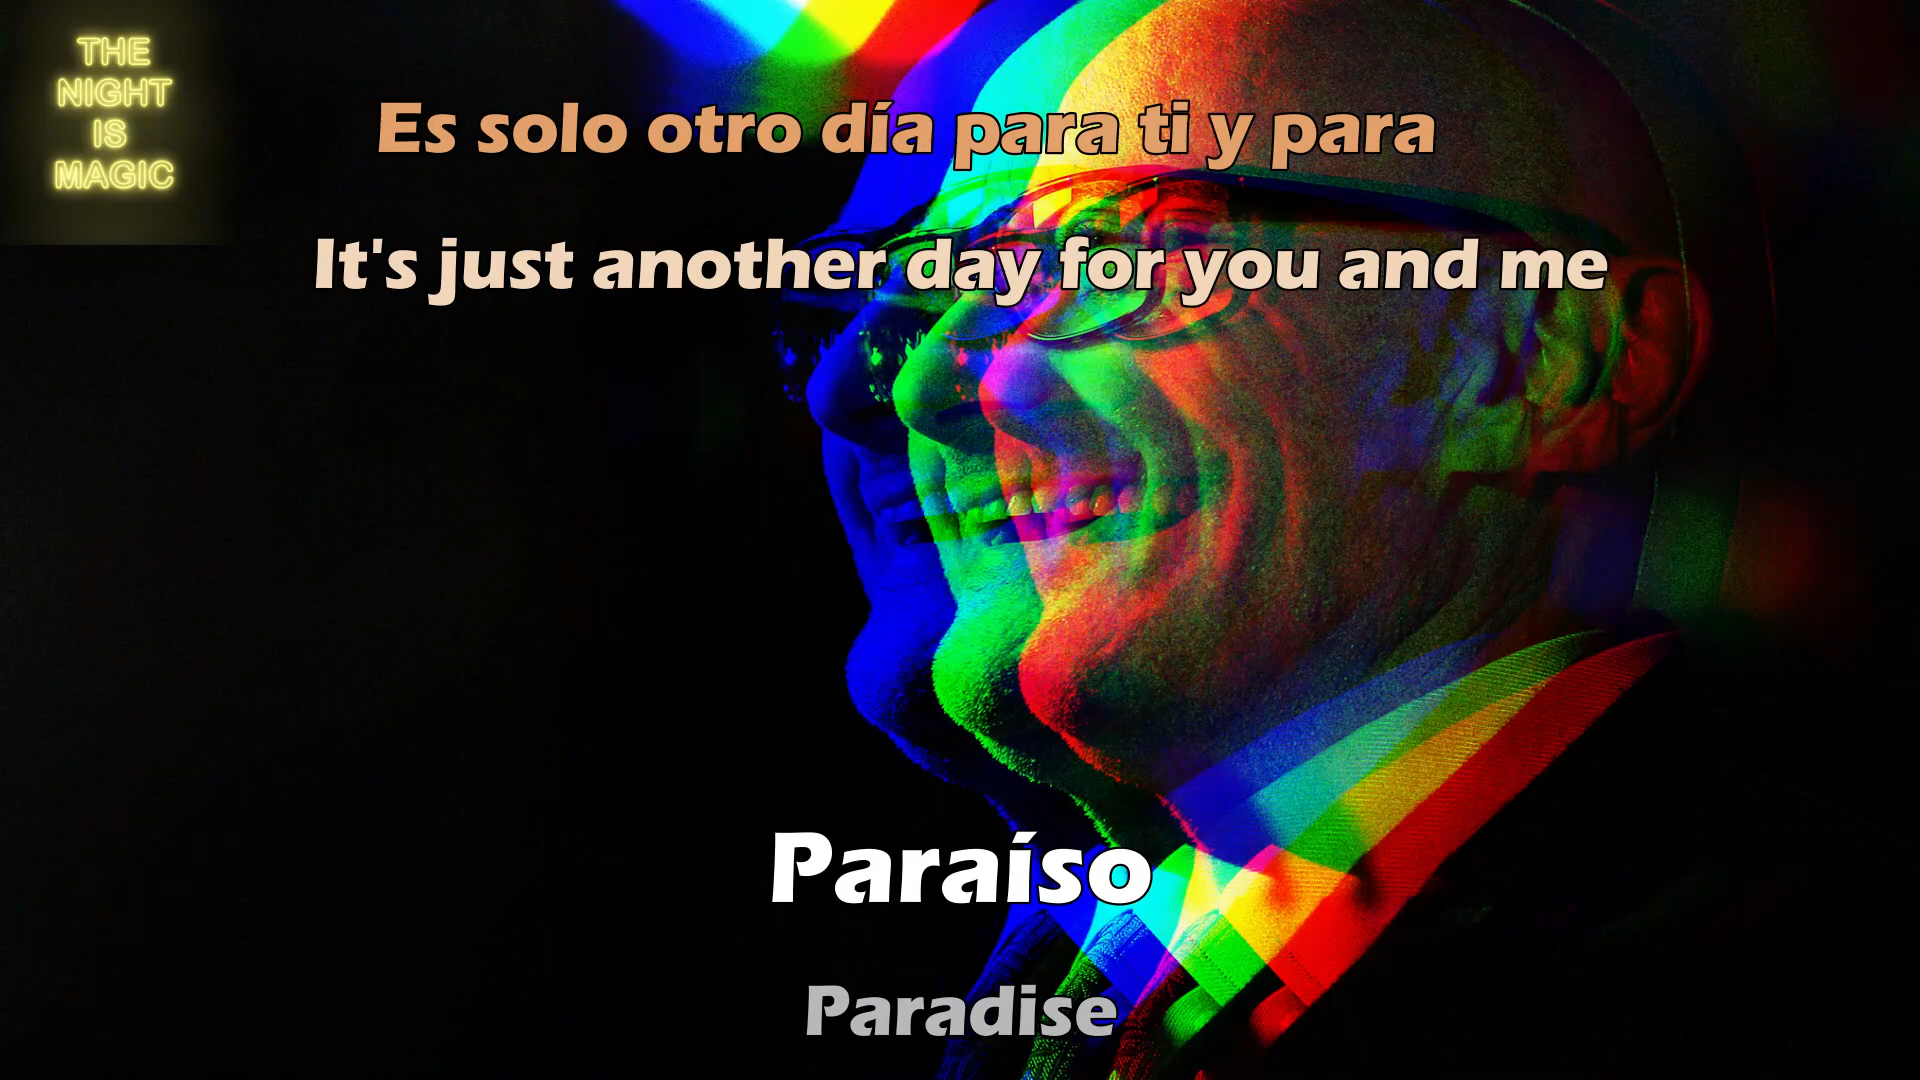 THE
NIGHT
IS
MAGIC
Es solo otro día para ti y para
It's just another day for you and me
Paraíso
Paradise